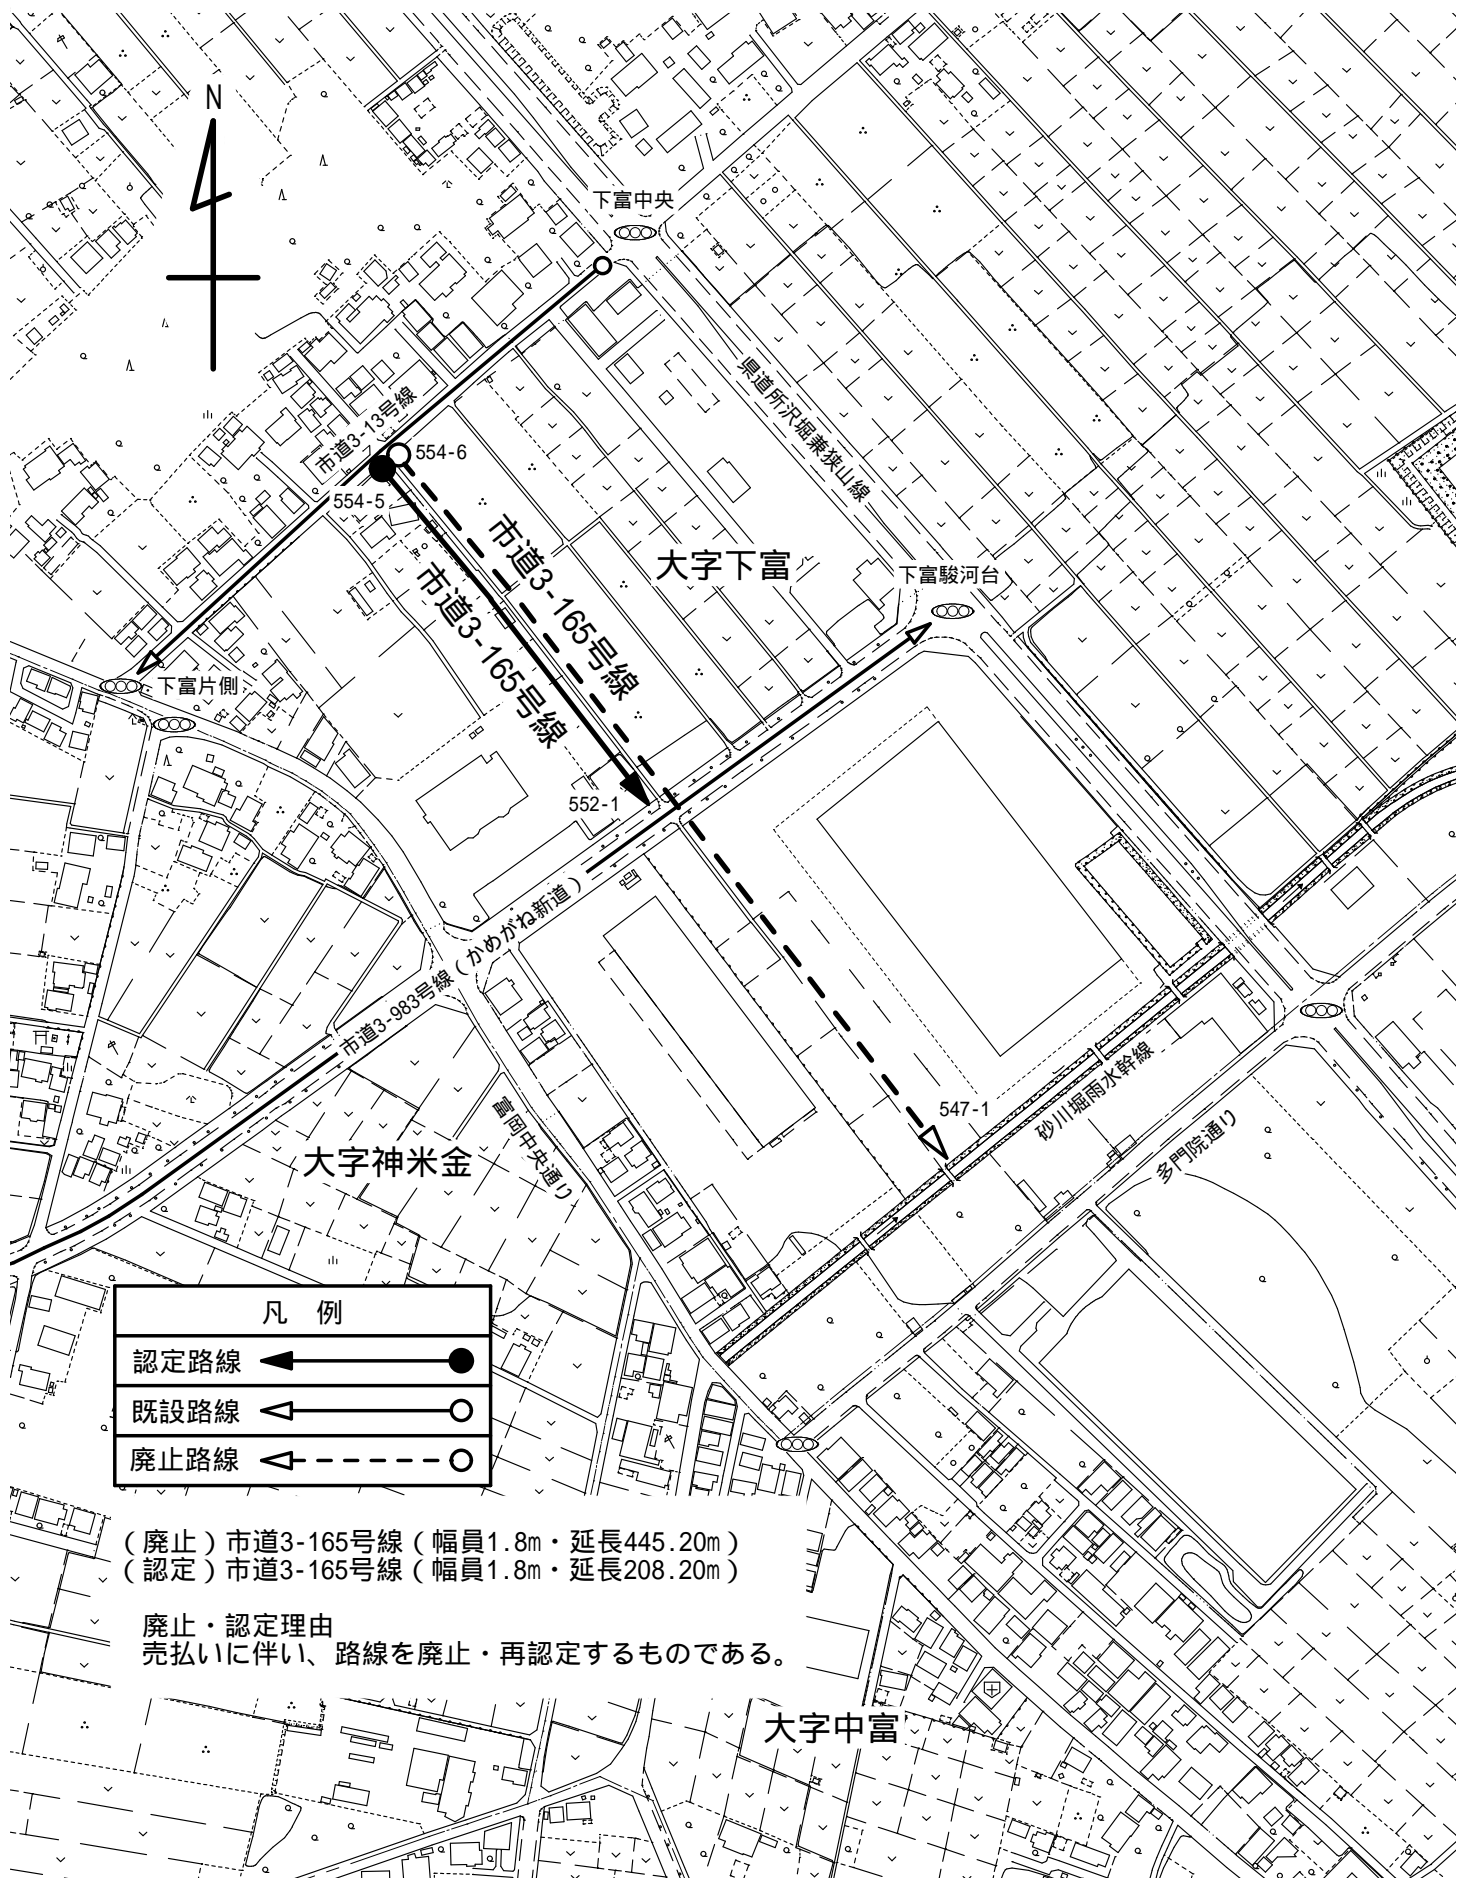 N
下富中央
県道所沢堀兼狭山線
市道3-13号線
554-6
554-5
市道3-165号線
市道3-165号線
大字下富
下富駿河台
下富片側
552-1
市道3-983号線（かめがね新道）
547-1
砂川堀雨水幹線
多門院通り
富岡中央通り
大字神米金
凡 例
認定路線
既設路線
廃止路線
（廃止）市道3-165号線（幅員1.8m・延長445.20m）
（認定）市道3-165号線（幅員1.8m・延長208.20m）
廃止・認定理由
売払いに伴い、路線を廃止・再認定するものである。
大字中富